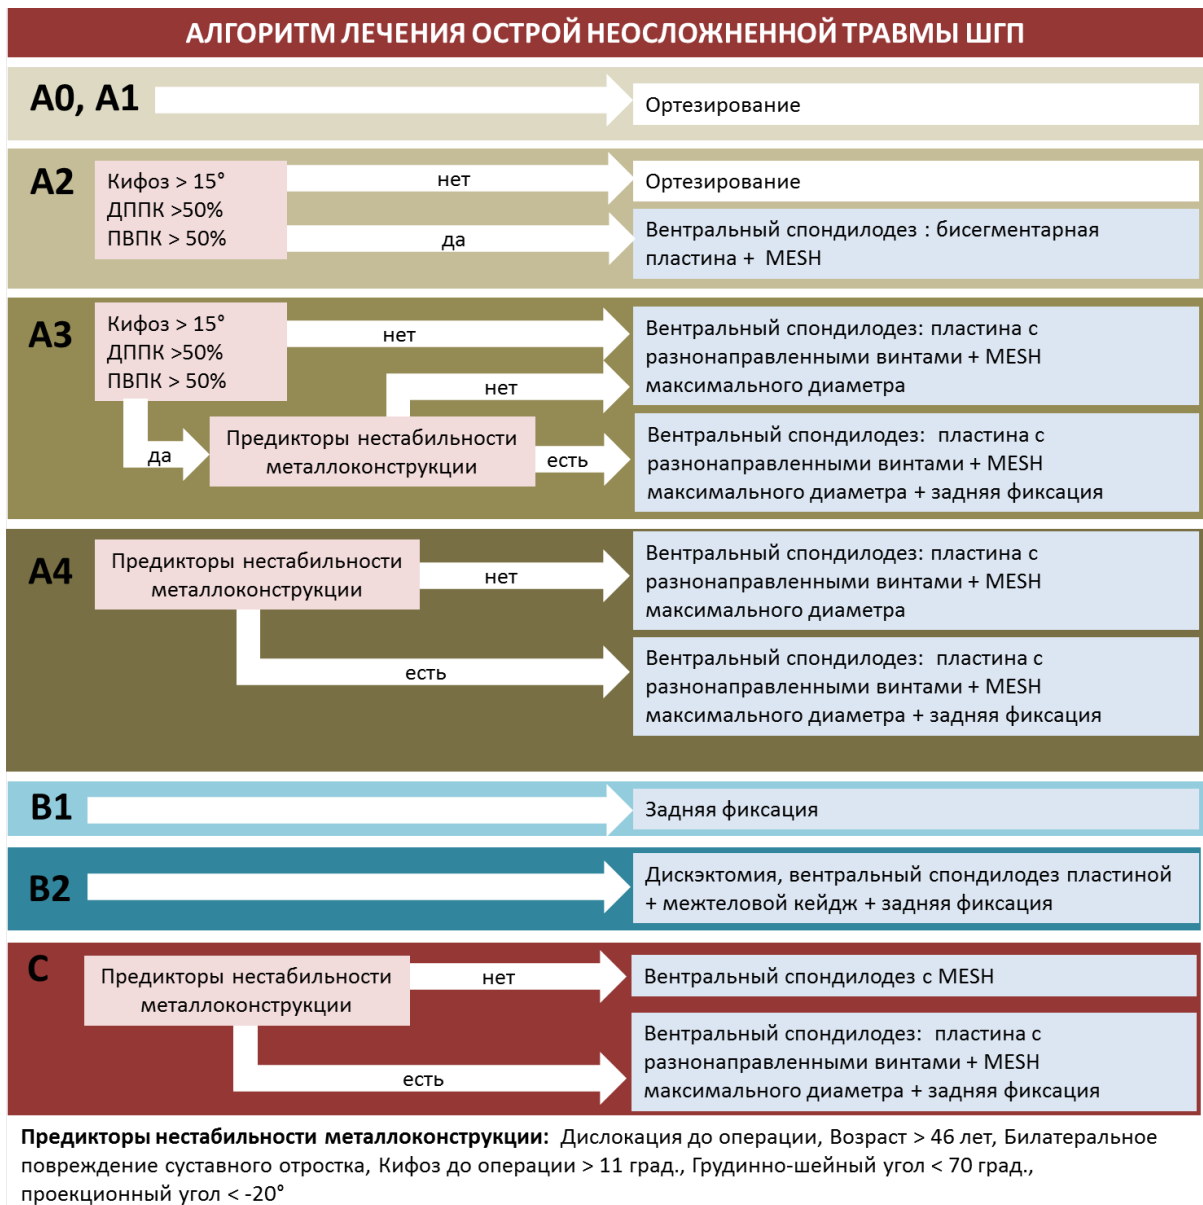 АЛГОРИТМ ЛЕЧЕНИЯ ОСТРОЙ НЕОСЛОЖНЕННОЙ ТРАВМЫ ШГП
A0, A1
Ортезирование
A2
Кифоз > 15°
ДППК >50%
ПВПК > 50%
нет
Ортезирование
да
Вентральный спондилодез : бисегментарная
пластина + MESH
A3
Кифоз > 15°
ДППК >50%
ПВПК > 50%
нет
Вентральный спондилодез: пластина с
разнонаправленными винтами + MESH
максимального диаметра
нет
да
Предикторы нестабильности
металлоконструкции
есть
Вентральный спондилодез: пластина с
разнонаправленными винтами + MESH
максимального диаметра + задняя фиксация
A4
Предикторы нестабильности
металлоконструкции
нет
Вентральный спондилодез: пластина с
разнонаправленными винтами + MESH
максимального диаметра
есть
Вентральный спондилодез: пластина с
разнонаправленными винтами + MESH
максимального диаметра + задняя фиксация
B1
Задняя фиксация
B2
Дискэктомия, вентральный спондилодез пластиной
+ межтеловой кейдж + задняя фиксация
C
Предикторы нестабильности
металлоконструкции
нет
Вентральный спондилодез с MESH
есть
Вентральный спондилодез: пластина с
разнонаправленными винтами + MESH
максимального диаметра + задняя фиксация
Предикторы нестабильности металлоконструкции: Дислокация до операции, Возраст > 46 лет, Билатеральное
повреждение суставного отростка, Кифоз до операции > 11 град., Грудинно-шейный угол < 70 град.,
проекционный угол < -20°